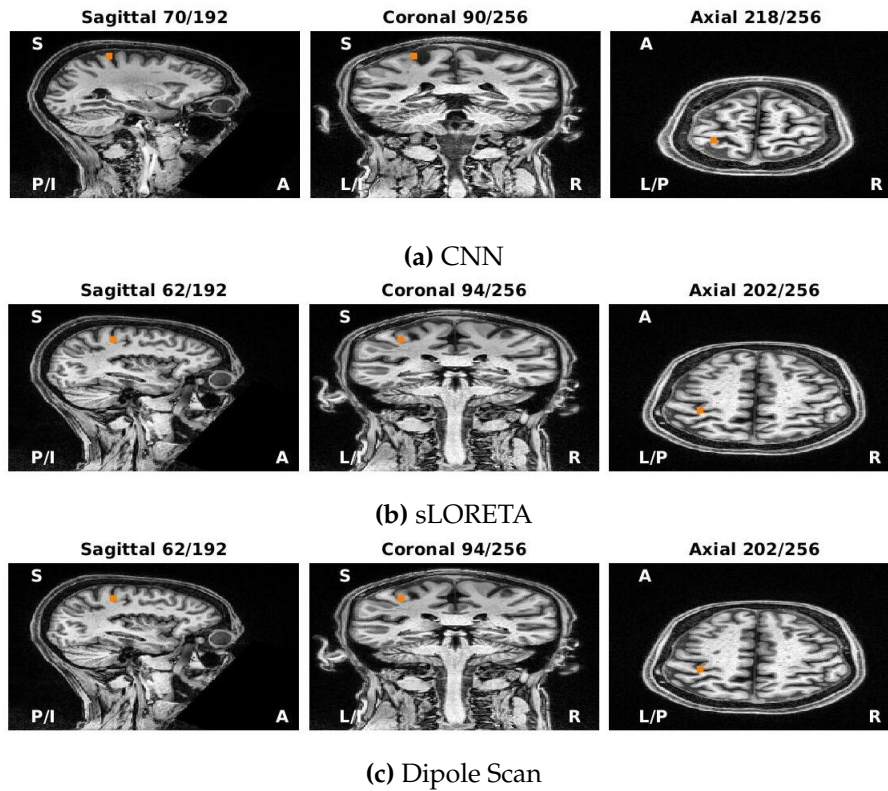 Sagittal 70/192 Coronal 90/256 Axial 218/256
S S A
P/I A L/I R L/P R
(a) CNN
Sagittal 62/192 Coronal 94/256 Axial 202/256
S S A
P/I A L/I R L/P R
(b) sLORETA
Sagittal 62/192 Coronal 94/256 Axial 202/256
S S A
P/I A L/I R L/P R
(c) Dipole Scan